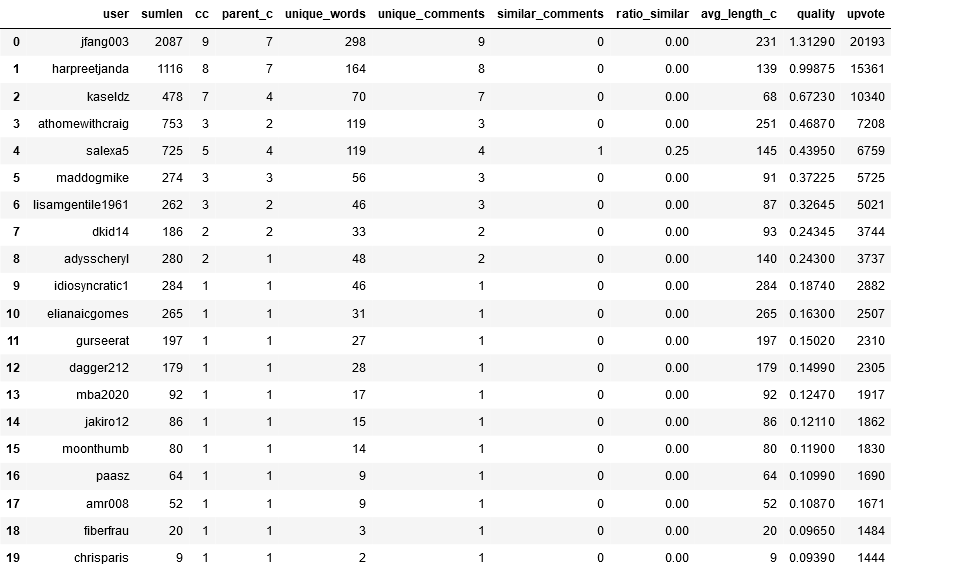 user sumlen cc parent_c unique_words unique_comments similar_comments ratio_similar avg_length_c quality upvote
0 jfang003 2087 9 7 298 9 0 0.00 231 1.31290 20193
1 harpreetjanda 1116 8 7 164 8 0 0.00 139 0.99875 15361
2 kaseldz 478 7 4 70 7 0 0.00 68 0.67230 10340
3 athomewithcraig 753 3 2 119 3 0 0.00 251 0.46870 7208
4 salexa5 725 5 4 119 4 1 0.25 145 0.43950 6759
5 maddogmike 274 3 3 56 3 0 0.00 91 0.37225 5725
6 lisamgentile1961 262 3 2 46 3 0 0.00 87 0.32645 5021
7 dkid14 186 2 2 33 2 0 0.00 93 0.24345 3744
8 adysscheryl 280 2 1 48 2 0 0.00 140 0.24300 3737
9 idiosyncratic1 284 1 1 46 1 0 0.00 284 0.18740 2882
10 elianaicgomes 265 1 1 31 1 0 0.00 265 0.16300 2507
11 gurseerat 197 1 1 27 1 0 0.00 197 0.15020 2310
12 dagger212 179 1 1 28 1 0 0.00 179 0.14990 2305
13 mba2020 92 1 1 17 1 0 0.00 92 0.12470 1917
14 jakiro12 86 1 1 15 1 0 0.00 86 0.12110 1862
15 moonthumb 80 1 1 14 1 0 0.00 80 0.11900 1830
16 paasz 64 1 1 9 1 0 0.00 64 0.10990 1690
17 amr008 52 1 1 9 1 0 0.00 52 0.10870 1671
18 fiberfrau 20 1 1 3 1 0 0.00 20 0.09650 1484
19 chrisparis 9 1 1 2 1 0 0.00 9 0.09390 1444